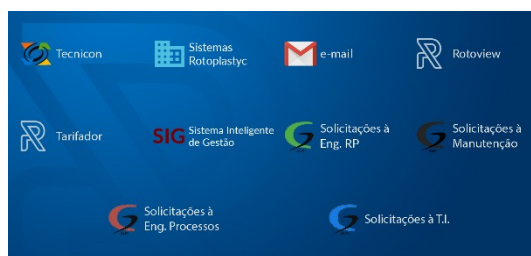 Tecnicon
Sistemas
Rotoplastyc
e-mail
Rotoview
Tarifador
SIG Sistema Inteligente
de Gestão
Solicitações à
Eng. RP
Solicitações à
Manutenção
Solicitações à
Eng. Processos
Solicitações à T.I.